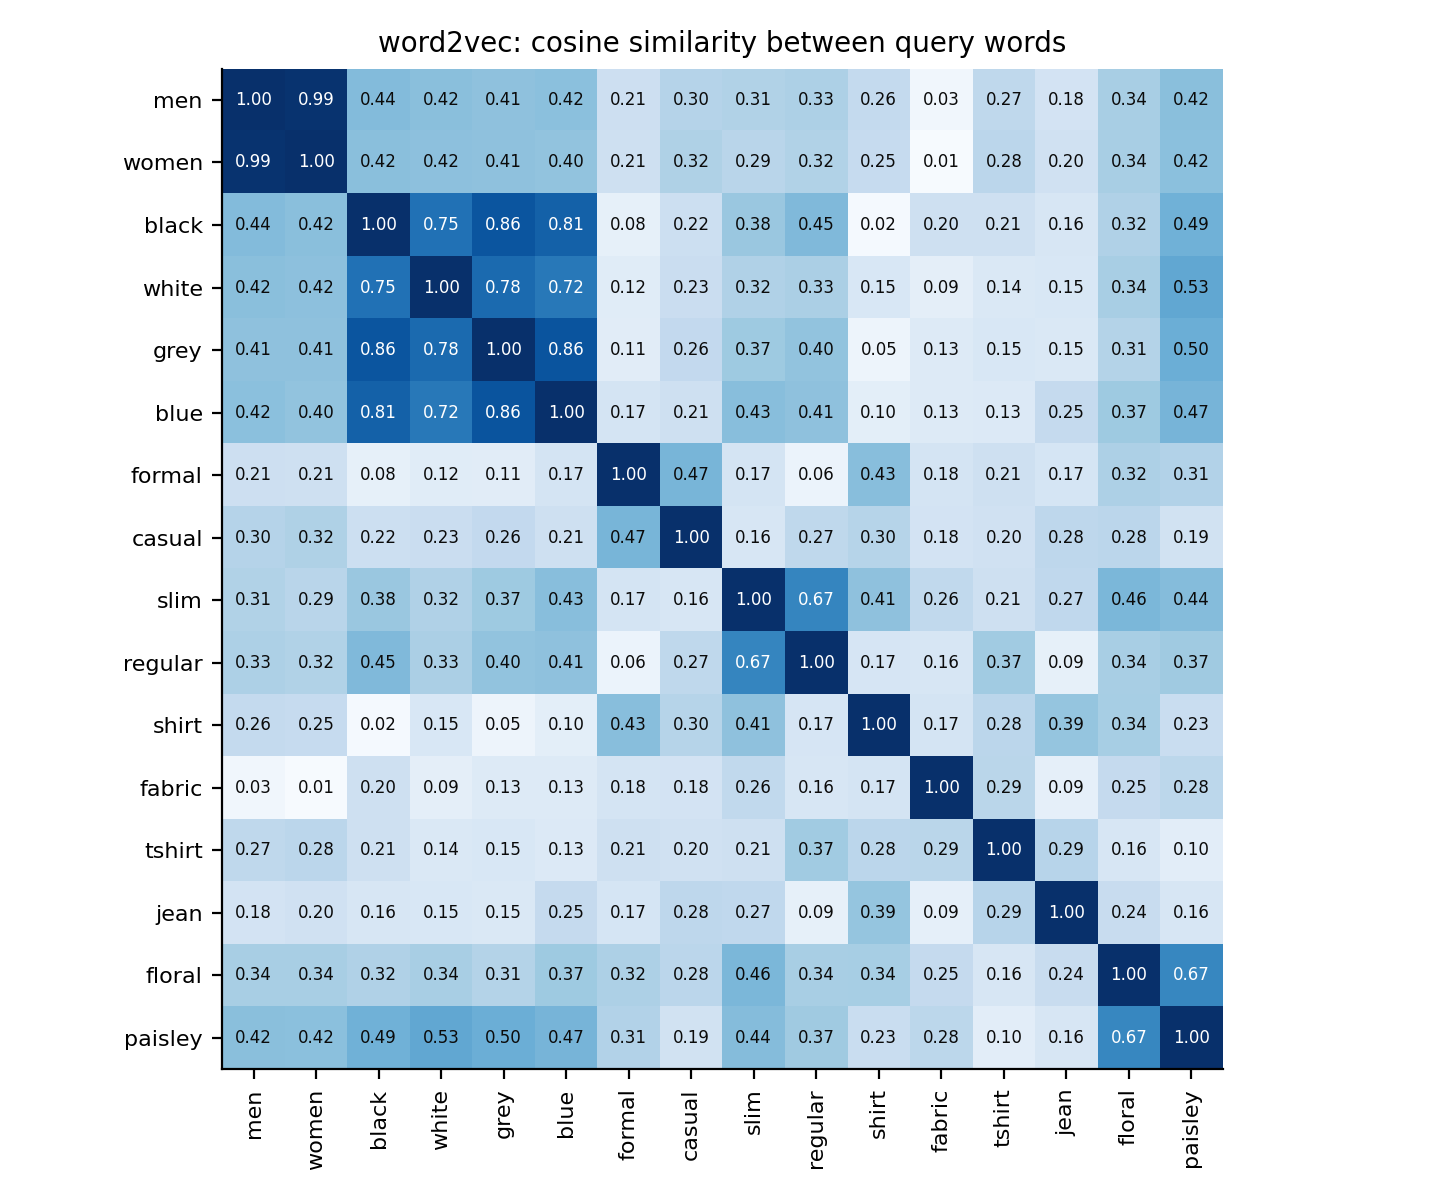 word2vec: cosine similarity between query words
men 1.00 0.99 0.44 0.42 0.41 0.42 0.21 0.30 0.31 0.33 0.26 0.03 0.27 0.18 0.34 0.42
women 0.99 1.00 0.42 0.42 0.41 0.40 0.21 0.32 0.29 0.32 0.25 0.01 0.28 0.20 0.34 0.42
black 0.44 0.42 1.00 0.75 0.86 0.81 0.08 0.22 0.38 0.45 0.02 0.20 0.21 0.16 0.32 0.49
white 0.42 0.42 0.75 1.00 0.78 0.72 0.12 0.23 0.32 0.33 0.15 0.09 0.14 0.15 0.34 0.53
grey 0.41 0.41 0.86 0.78 1.00 0.86 0.11 0.26 0.37 0.40 0.05 0.13 0.15 0.15 0.31 0.50
blue 0.42 0.40 0.81 0.72 0.86 1.00 0.17 0.21 0.43 0.41 0.10 0.13 0.13 0.25 0.37 0.47
formal 0.21 0.21 0.08 0.12 0.11 0.17 1.00 0.47 0.17 0.06 0.43 0.18 0.21 0.17 0.32 0.31
casual 0.30 0.32 0.22 0.23 0.26 0.21 0.47 1.00 0.16 0.27 0.30 0.18 0.20 0.28 0.28 0.19
slim 0.31 0.29 0.38 0.32 0.37 0.43 0.17 0.16 1.00 0.67 0.41 0.26 0.21 0.27 0.46 0.44
regular 0.33 0.32 0.45 0.33 0.40 0.41 0.06 0.27 0.67 1.00 0.17 0.16 0.37 0.09 0.34 0.37
shirt 0.26 0.25 0.02 0.15 0.05 0.10 0.43 0.30 0.41 0.17 1.00 0.17 0.28 0.39 0.34 0.23
fabric 0.03 0.01 0.20 0.09 0.13 0.13 0.18 0.18 0.26 0.16 0.17 1.00 0.29 0.09 0.25 0.28
tshirt 0.27 0.28 0.21 0.14 0.15 0.13 0.21 0.20 0.21 0.37 0.28 0.29 1.00 0.29 0.16 0.10
jean 0.18 0.20 0.16 0.15 0.15 0.25 0.17 0.28 0.27 0.09 0.39 0.09 0.29 1.00 0.24 0.16
floral 0.34 0.34 0.32 0.34 0.31 0.37 0.32 0.28 0.46 0.34 0.34 0.25 0.16 0.24 1.00 0.67
paisley 0.42 0.42 0.49 0.53 0.50 0.47 0.31 0.19 0.44 0.37 0.23 0.28 0.10 0.16 0.67 1.00
men women black white grey blue formal casual slim regular shirt fabric tshirt jean floral paisley